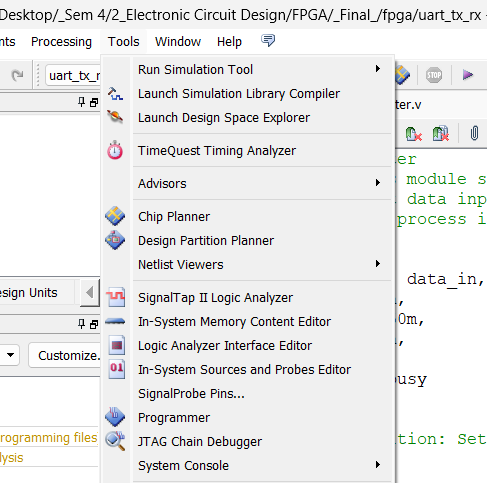 Desktop/_Sem 4/2_Electronic Circuit Design/FPGA/_Final_/fpga/uart_tx_rx -
nts Processing Tools Window Help
uart_tx_r
STOP
Run Simulation Tool
Launch Simulation Library Compiler
ter.v
Launch Design Space Explorer
TimeQuest Timing Analyzer
ter
Advisors
module s
data inp
Chip Planner
process i
Design Partition Planner
Netlist Viewers
data_in,
esign Units
SignalTap II Logic Analyzer
In-System Memory Content Editor
0m,
Logic Analyzer Interface Editor
Customize.
In-System Sources and Probes Editor
usy
SignalProbe Pins...
Programmer
rogramming files
tion: Set
JTAG Chain Debugger
lysis
System Console